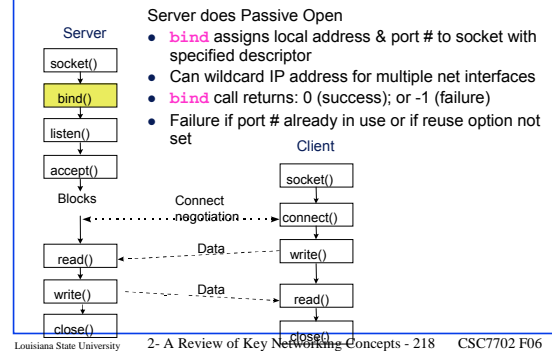 Server does Passive Open
Server
bind assigns local address & port # to socket with
specified descriptor
Can wildcard IP address for multiple net interfaces
bind call returns: 0 (success); or -1 (failure)
Failure if port # already in use or if reuse option not
set
socket()
bind()
listen()
accept()
Blocks
Client
socket()
Connect
negotiation
connect()
Data
read()
write()
Data
write()
read()
close()
close()
Louisiana State University
2- A Review of Key Networking Concepts - 218
CSC7702 F06